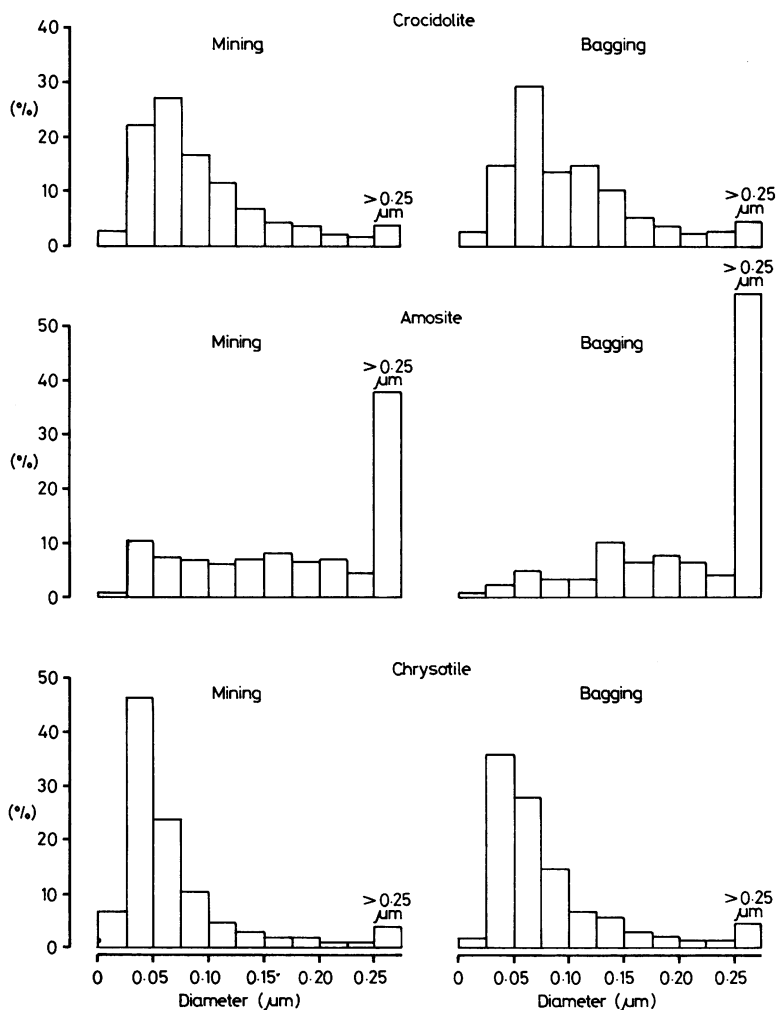 Crocidolite
Mining
Bagging
40
30
20
10
0
(%)
>0·25
μm
>0·25
μm
Amosite
Mining
Bagging
50
40
30
20
10
0
(%)
>0·25
μm
>0·25
μm
Chrysotile
Mining
Bagging
50
40
30
20
10
0
(%)
>0·25
μm
>0·25
μm
0 0·05 0·10 0·15 0·20 0·25
Diameter (μm)
0 0·05 0·10 0·15 0·20 0·25
Diameter (μm)